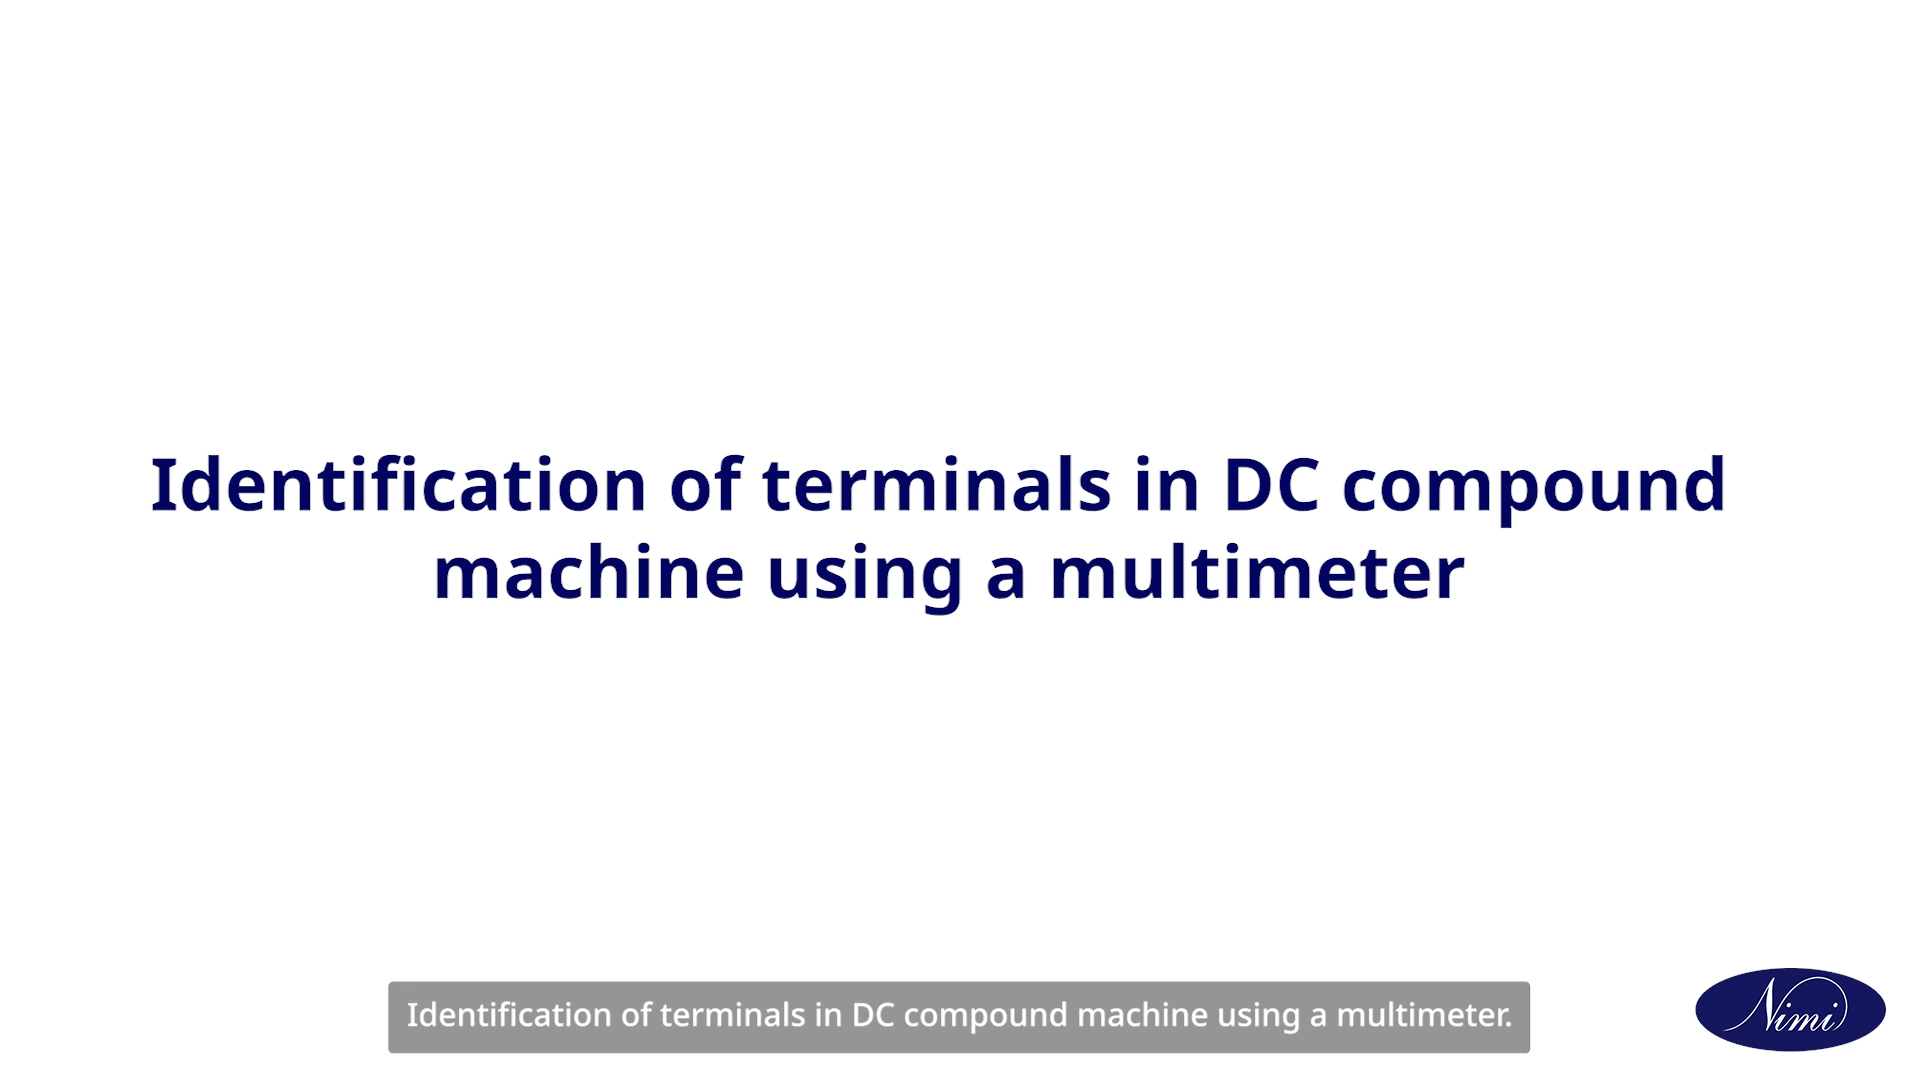 Identification of terminals in DC compound
machine using a multimeter
Identification of terminals in DC compound machine using a multimeter.
Nimi